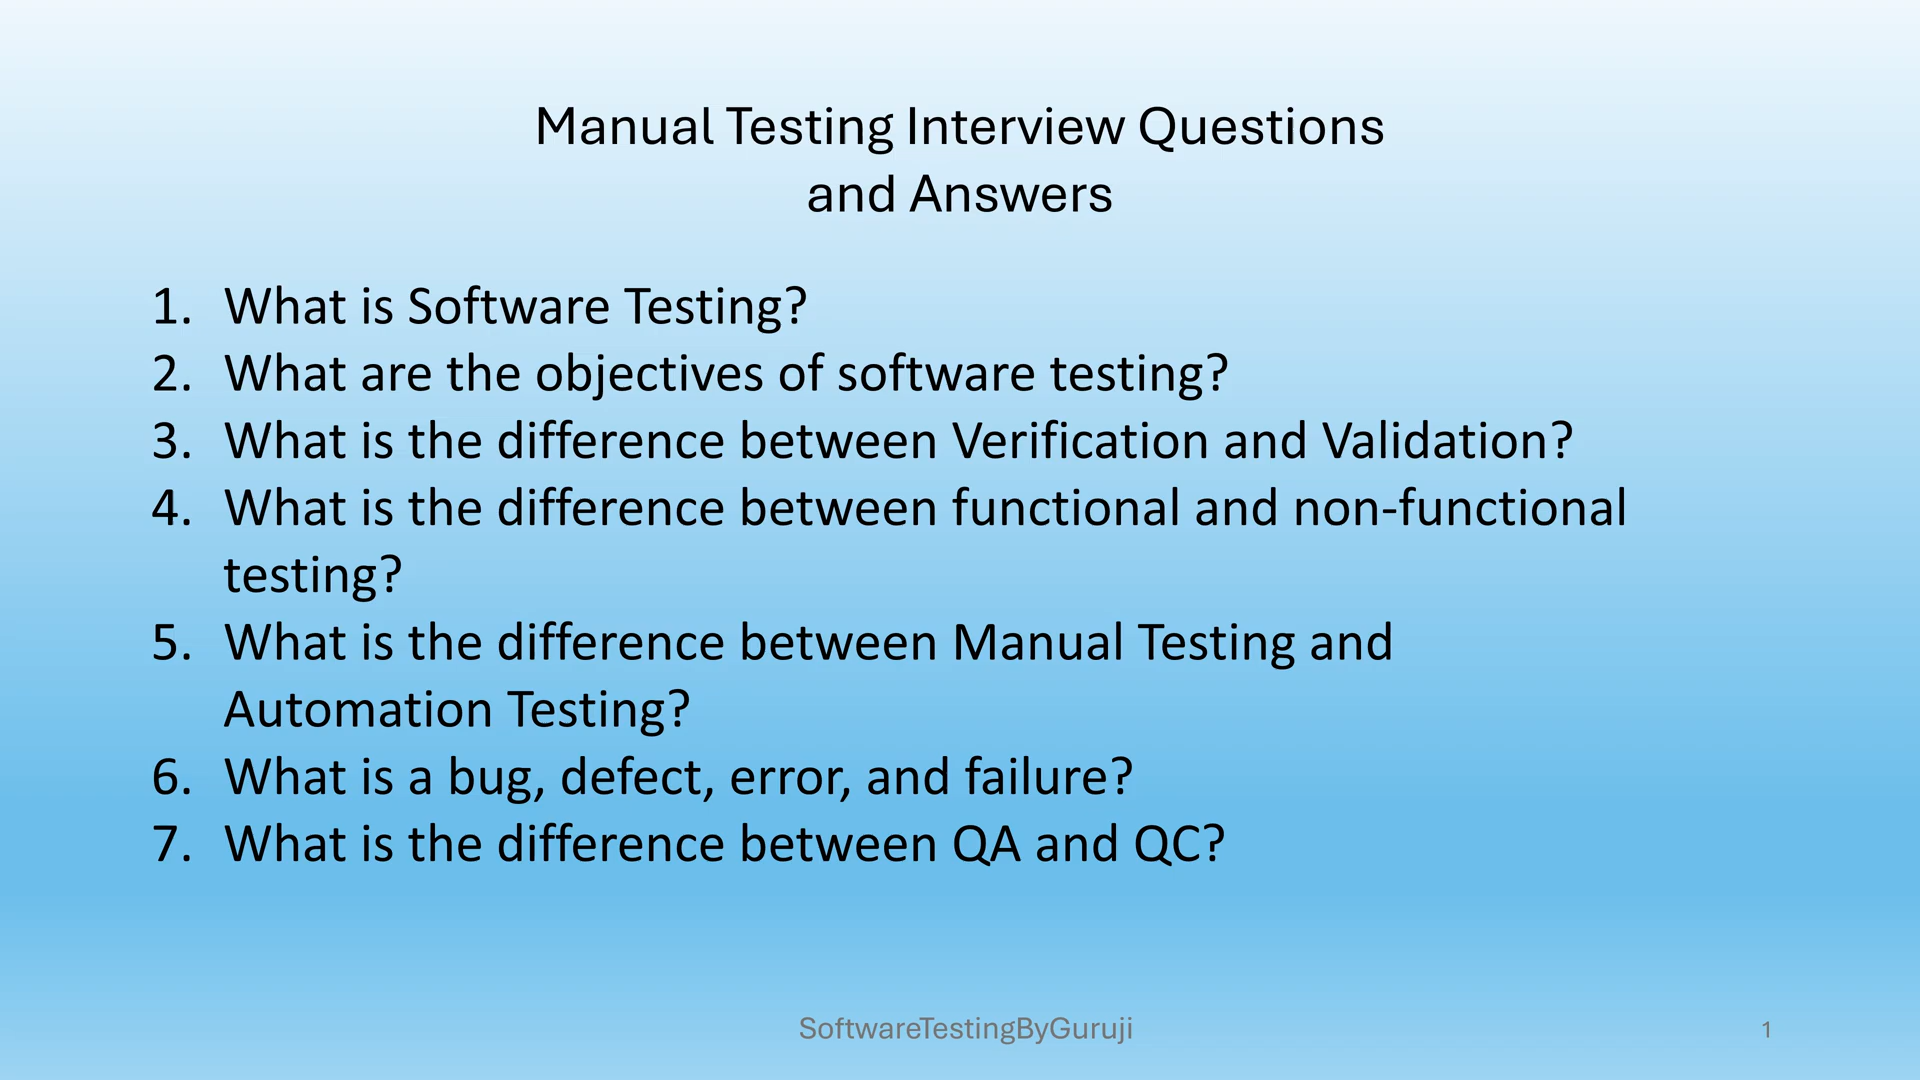 Manual Testing Interview Questions
and Answers
1. What is Software Testing?
2. What are the objectives of software testing?
3. What is the difference between Verification and Validation?
4. What is the difference between functional and non-functional
testing?
5. What is the difference between Manual Testing and
Automation Testing?
6. What is a bug, defect, error, and failure?
7. What is the difference between QA and QC?
SoftwareTestingByGuruji
1